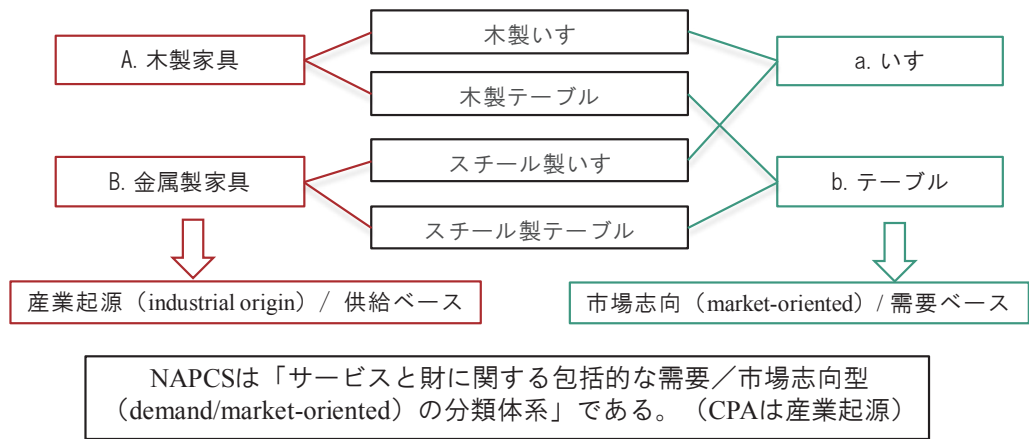 木製いす
A. 木製家具
a. いす
木製テーブル
スチール製いす
B. 金属製家具
b. テーブル
スチール製テーブル
産業起源（industrial origin）/ 供給ベース
市場志向（market-oriented）/ 需要ベース
NAPCSは「サービスと財に関する包括的な需要／市場志向型
（demand/market-oriented）の分類体系」である。（CPAは産業起源）